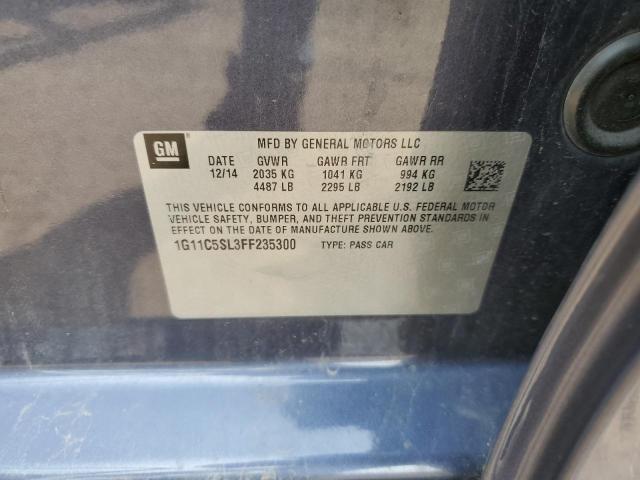 GM
MFD BY GENERAL MOTORS LLC
DATE GVWR GAWR FRT GAWR RR
12/14 2035 KG 1041 KG 994 KG
4487 LB 2295 LB 2192 LB
THIS VEHICLE CONFORMS TO ALL APPLICABLE U.S. FEDERAL MOTOR
VEHICLE SAFETY, BUMPER, AND THEFT PREVENTION STANDARDS
IN EFFECT ON THE DATE OF MANUFACTURE SHOWN ABOVE.
1G11C5SL3FF235300 TYPE: PASS CAR